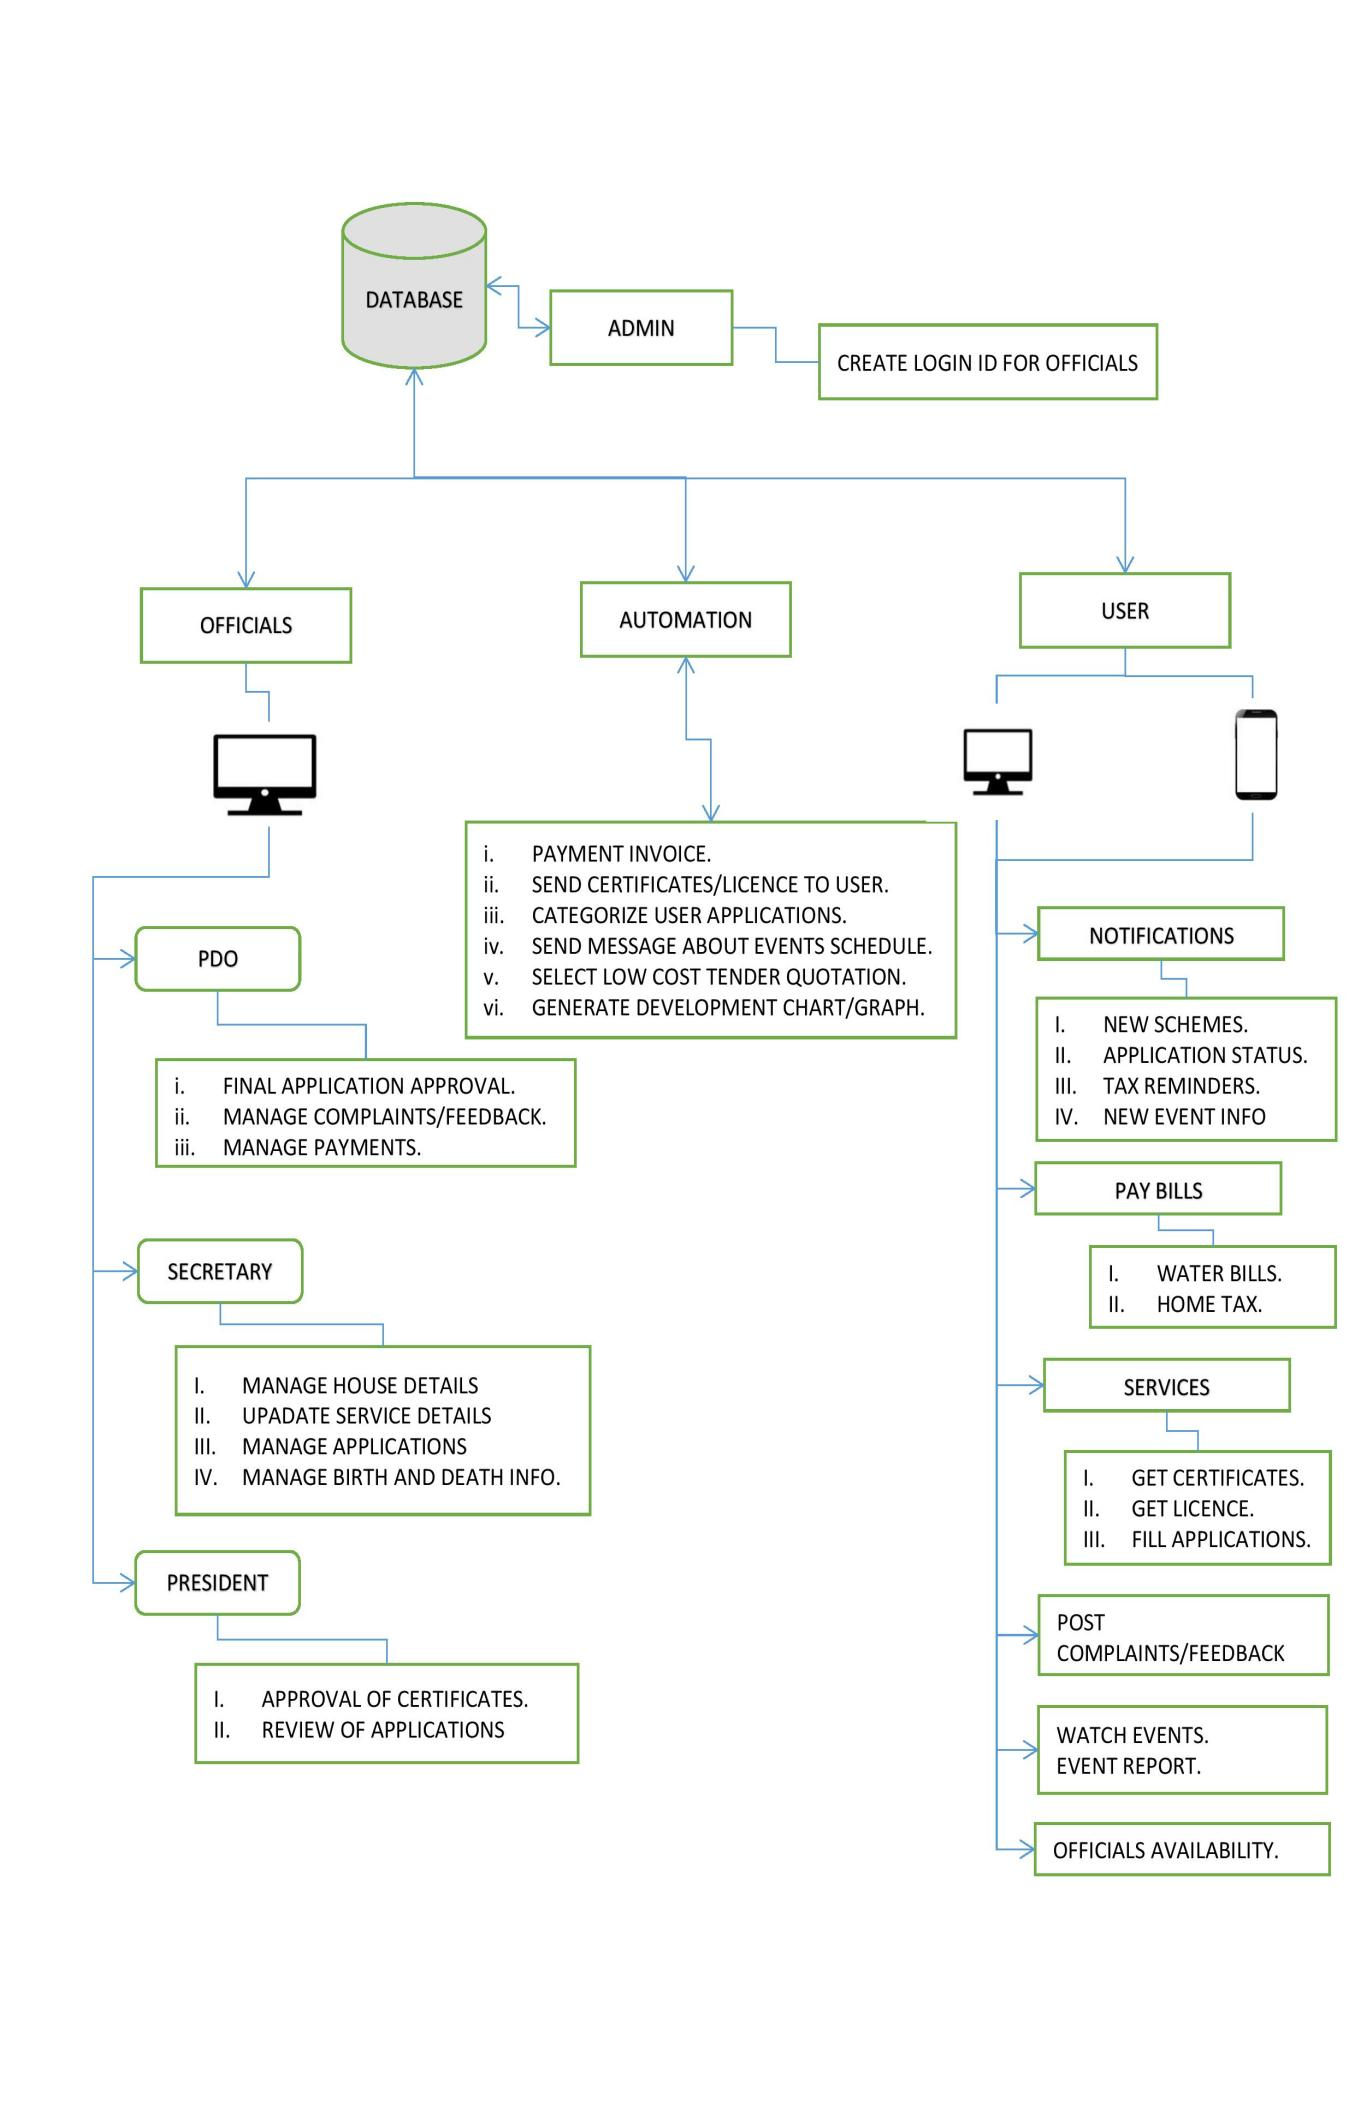 DATABASE
ADMIN
CREATE LOGIN ID FOR OFFICIALS
OFFICIALS
AUTOMATION
USER
i. PAYMENT INVOICE.
ii. SEND CERTIFICATES/LICENCE TO USER.
iii. CATEGORIZE USER APPLICATIONS.
iv. SEND MESSAGE ABOUT EVENTS SCHEDULE.
v. SELECT LOW COST TENDER QUOTATION.
vi. GENERATE DEVELOPMENT CHART/GRAPH.
PDO
i. FINAL APPLICATION APPROVAL.
ii. MANAGE COMPLAINTS/FEEDBACK.
iii. MANAGE PAYMENTS.
SECRETARY
I. MANAGE HOUSE DETAILS
II. UPADATE SERVICE DETAILS
III. MANAGE APPLICATIONS
IV. MANAGE BIRTH AND DEATH INFO.
PRESIDENT
I. APPROVAL OF CERTIFICATES.
II. REVIEW OF APPLICATIONS
NOTIFICATIONS
I. NEW SCHEMES.
II. APPLICATION STATUS.
III. TAX REMINDERS.
IV. NEW EVENT INFO
PAY BILLS
I. WATER BILLS.
II. HOME TAX.
SERVICES
I. GET CERTIFICATES.
II. GET LICENCE.
III. FILL APPLICATIONS.
POST
COMPLAINTS/FEEDBACK
WATCH EVENTS.
EVENT REPORT.
OFFICIALS AVAILABILITY.